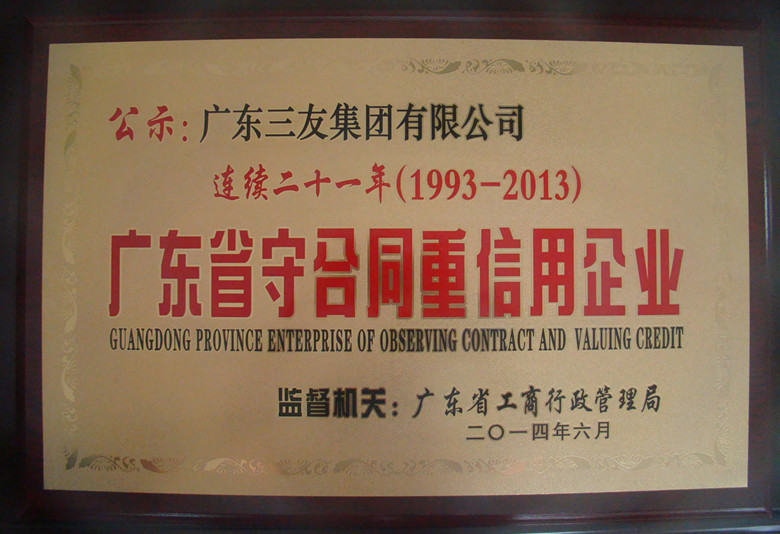 公示：广东三友集团有限公司
连续二十一年(1993-2013)
广东省守合同重信用企业
GUANGDONG PROVINCE ENTERPRISE OF OBSERVING CONTRACT AND VALUING CREDIT
监督机关：广东省工商行政管理局
二〇一四年六月